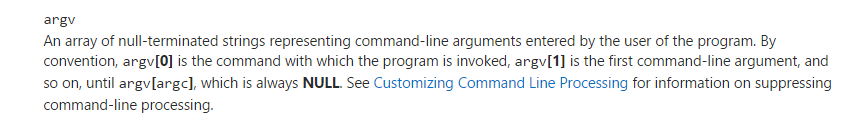 argv
An array of null-terminated strings representing command-line arguments entered by the user of the program. By
convention, argv[0] is the command with which the program is invoked, argv[1] is the first command-line argument, and
so on, until argv[argc], which is always NULL. See Customizing Command Line Processing for information on suppressing
command-line processing.